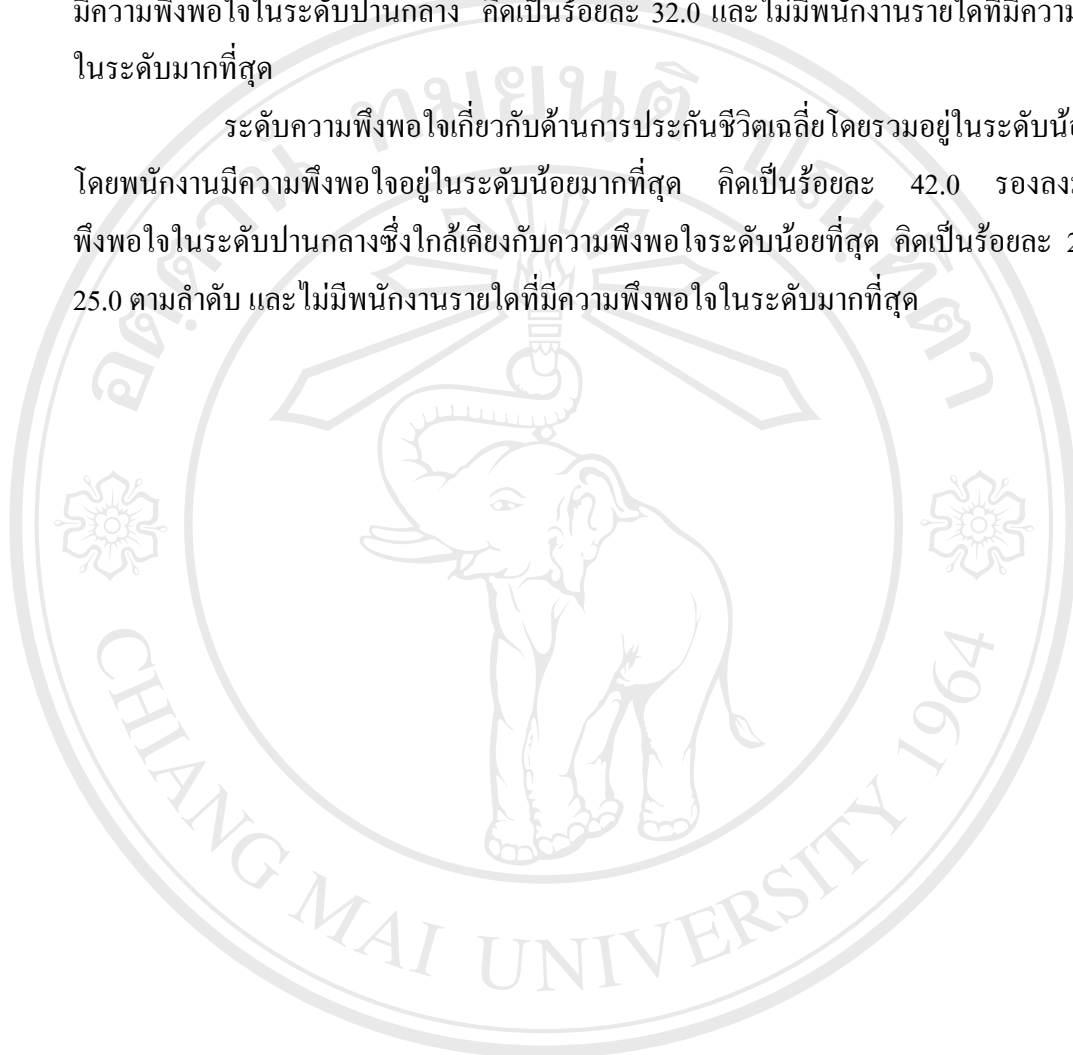 มีความพึงพอใจในระดับปานกลาง คิดเป็นร้อยละ 32.0 และไม่มีพนักงานรายใดที่มีความ
ในระดับมากที่สุด
ระดับความพึงพอใจเกี่ยวกับด้านการประกันชีวิตเฉลี่ยโดยรวมอยู่ในระดับ
โดยพนักงานมีความพึงพอใจอยู่ในระดับน้อยมากที่สุด คิดเป็นร้อยละ 42.0
พึงพอใจในระดับปานกลางซึ่งใกล้เคียงกับความพึงพอใจระดับน้อยที่สุด คิดเป็นร้อยละ
25.0 ตามลำดับ และไม่มีพนักงานรายใดที่มีความพึงพอใจในระดับมากที่สุด
อตฺตานํ ทมยนฺติ ปณฺฑิตา
CHIANG MAI UNIVERSITY 1964